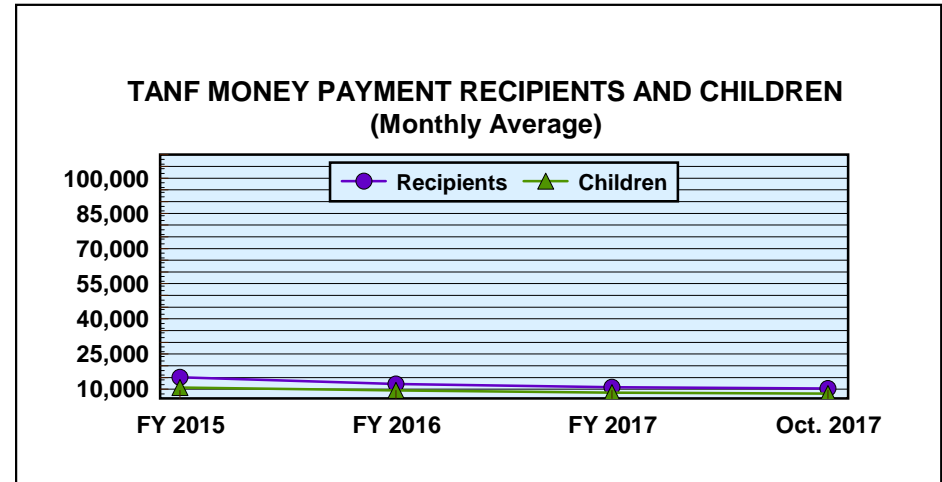 TANF MONEY PAYMENT RECIPIENTS AND CHILDREN
(Monthly Average)
Recipients Children
100,000
85,000
70,000
55,000
40,000
25,000
10,000
FY 2015 FY 2016 FY 2017 Oct. 2017